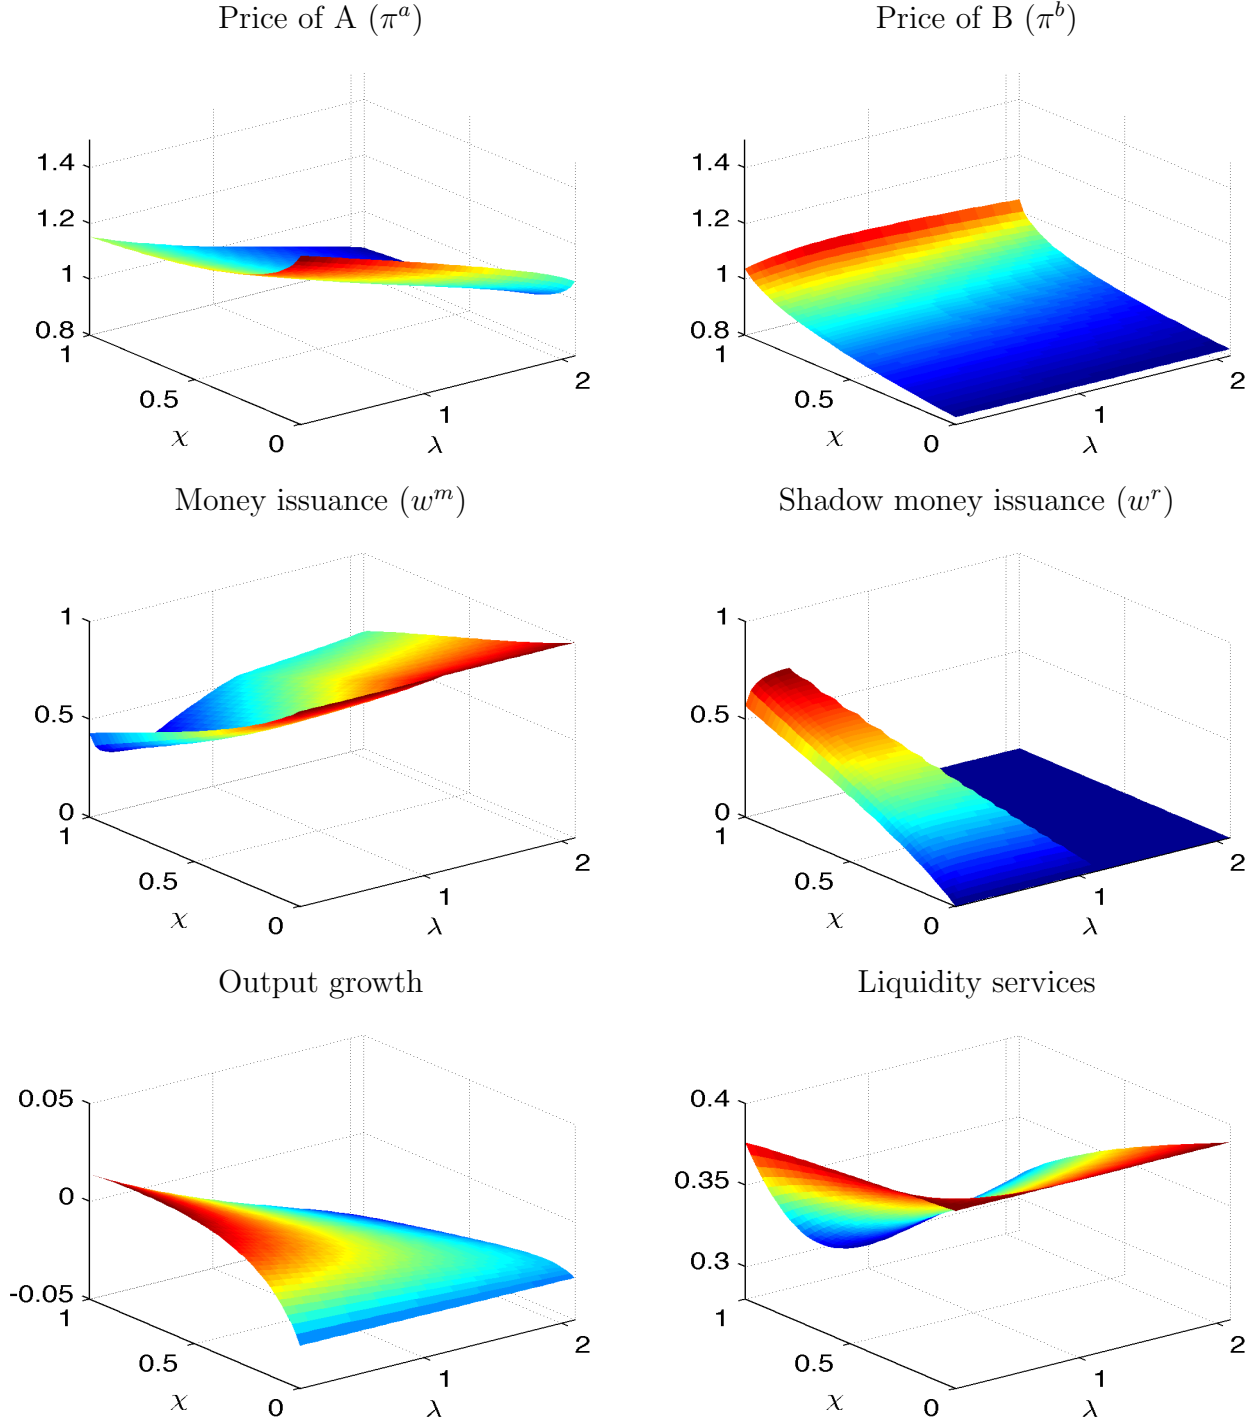 Price of A (πᵃ)
Price of B (πᵇ)
1.4
1.2
1
0.8
1
0.5
0
χ
1
2
λ
1.4
1.2
1
0.8
1
0.5
0
χ
1
2
λ
Money issuance (wᵐ)
Shadow money issuance (wʳ)
1
0.5
0
1
0.5
0
χ
1
2
λ
1
0.5
0
1
0.5
0
χ
1
2
λ
Output growth
Liquidity services
0.05
0
-0.05
1
0.5
0
χ
1
2
λ
0.4
0.35
0.3
1
0.5
0
χ
1
2
λ